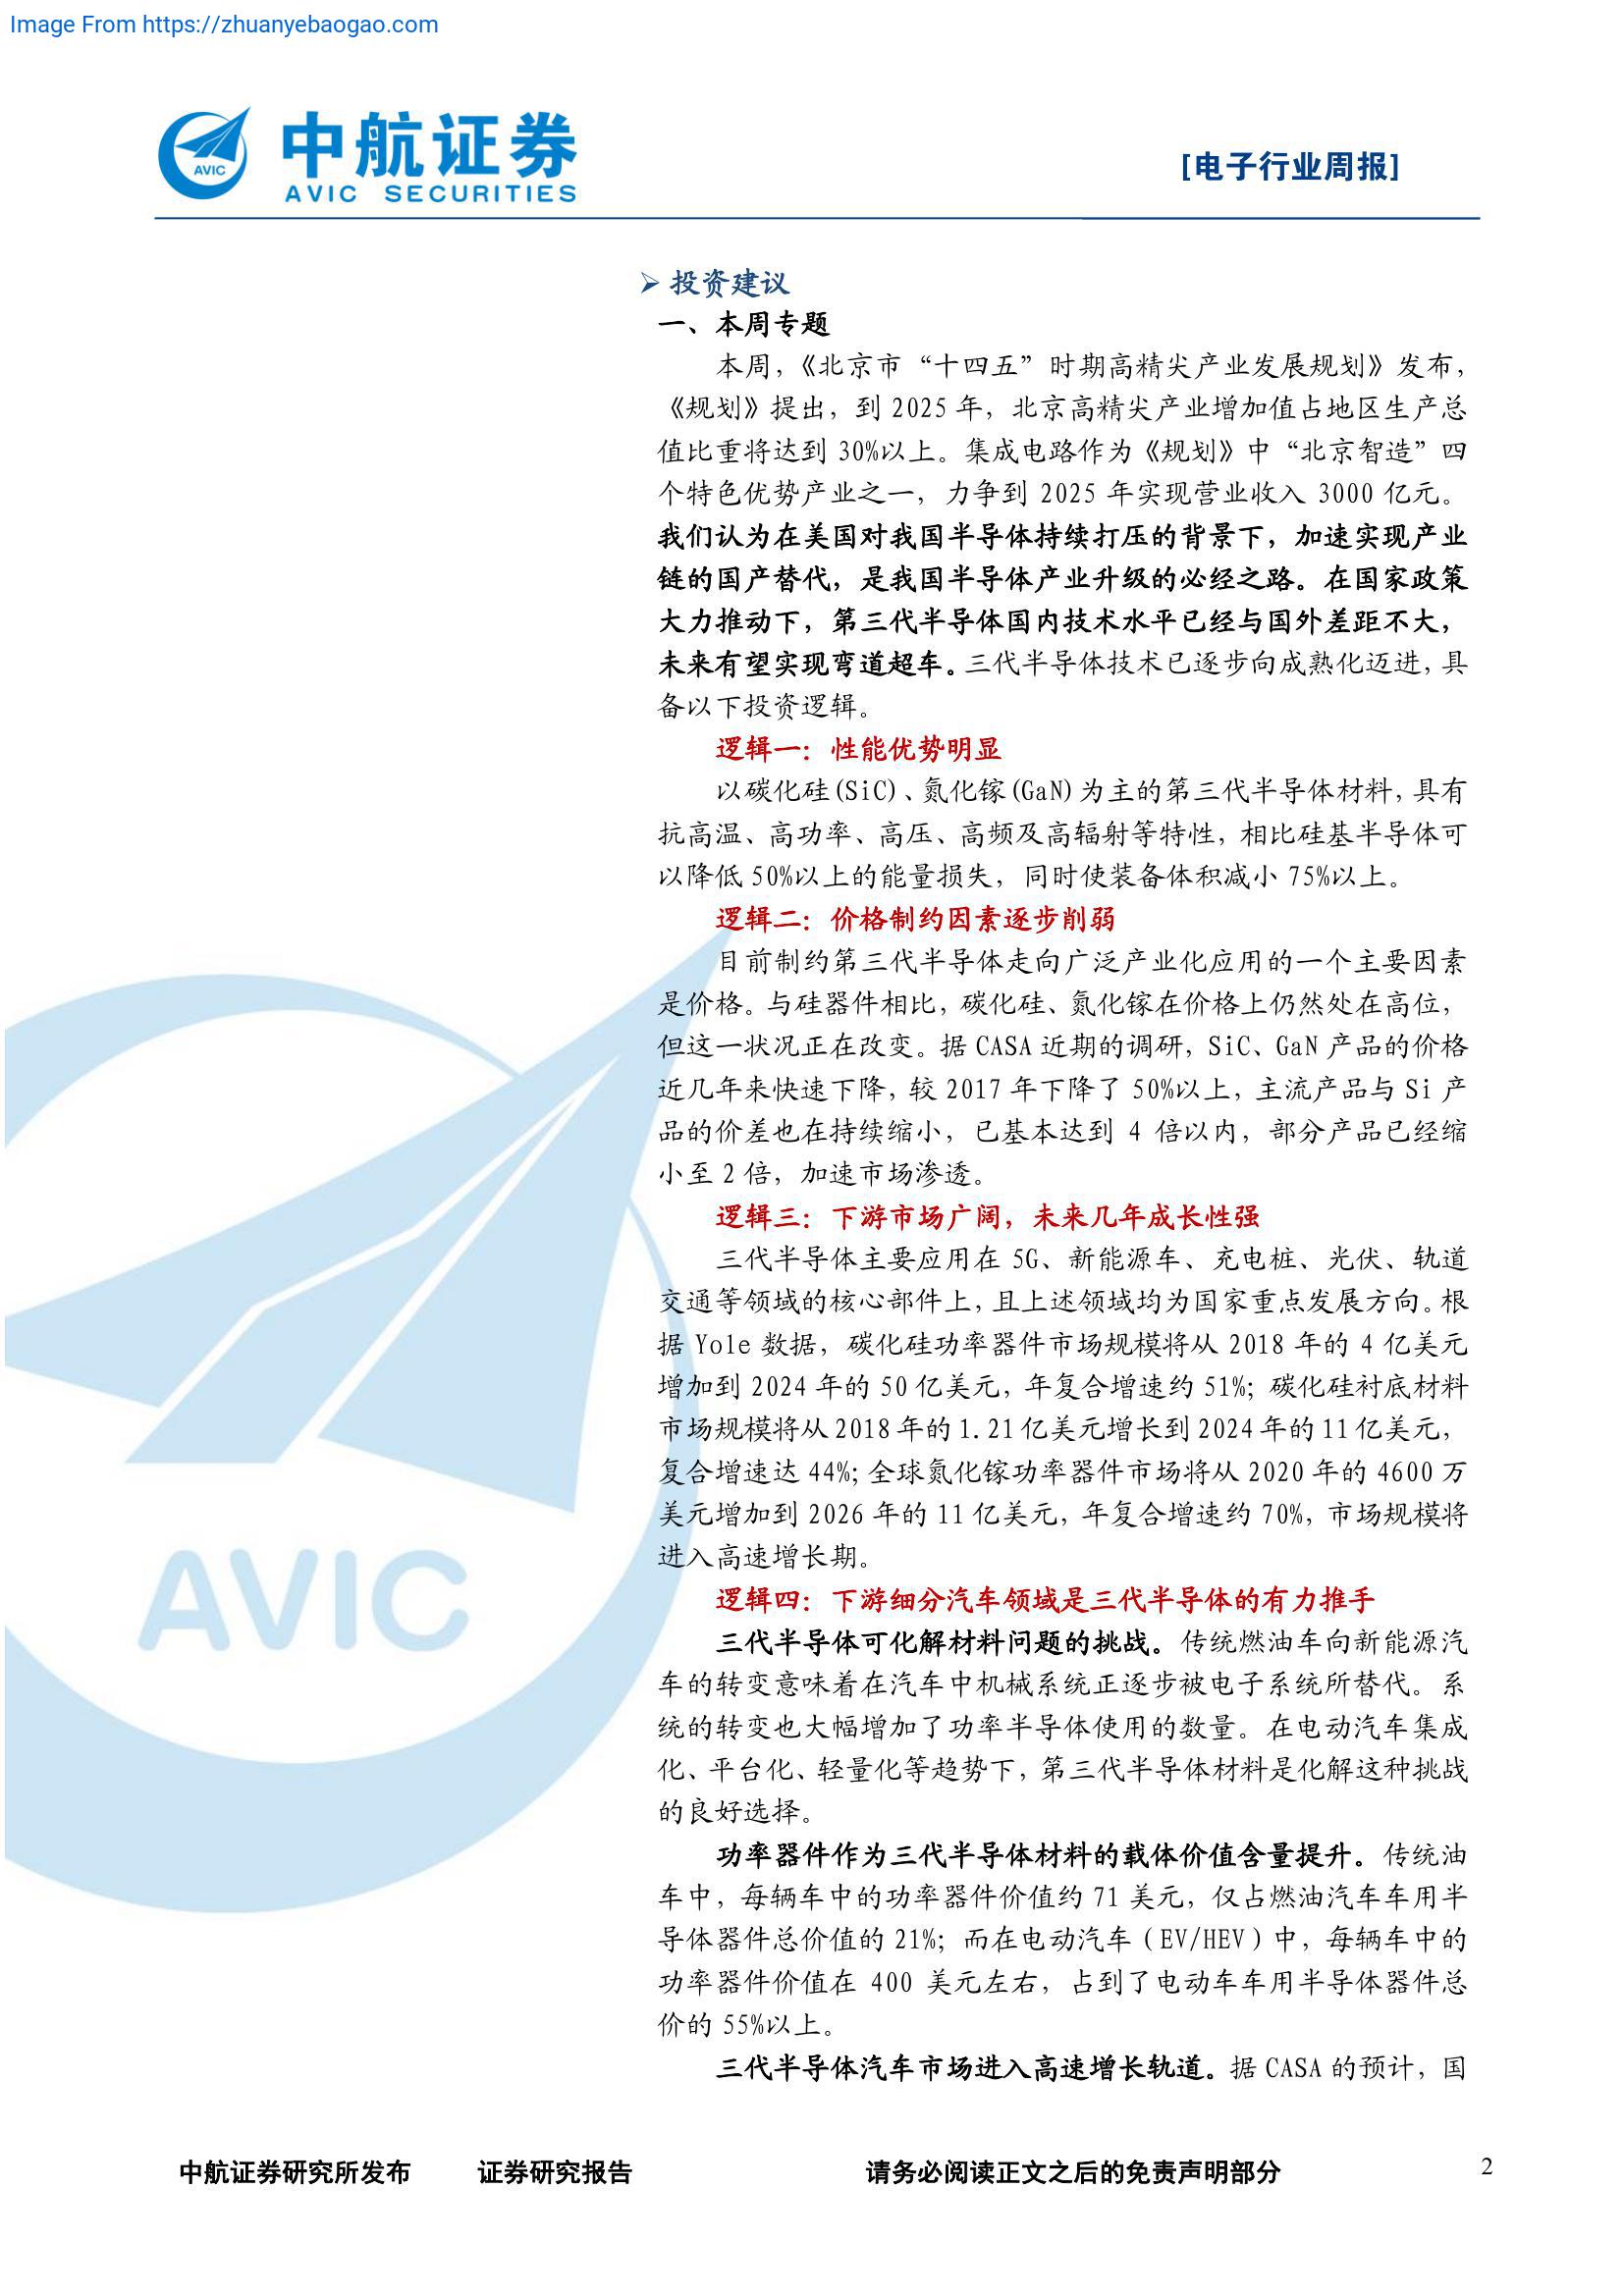 Image From https://zhuanyebaogao.com
AVIC
中航证券
AVIC SECURITIES
[电子行业周报]
➢ 投资建议
一、本周专题
本周，《北京市“十四五”时期高精尖产业发展规划》发布，
《规划》提出，到 2025 年，北京高精尖产业增加值占地区生产总
值比重将达到 30%以上。集成电路作为《规划》中“北京智造”四
个特色优势产业之一，力争到 2025 年实现营业收入 3000 亿元。
我们认为在美国对我国半导体持续打压的背景下，加速实现产业
链的国产替代，是我国半导体产业升级的必经之路。在国家政策
大力推动下，第三代半导体国内技术水平已经与国外差距不大，
未来有望实现弯道超车。三代半导体技术已逐步向成熟化迈进，具
备以下投资逻辑。
逻辑一：性能优势明显
以碳化硅(SiC)、氮化镓(GaN)为主的第三代半导体材料，具有
抗高温、高功率、高压、高频及高辐射等特性，相比硅基半导体可
以降低 50%以上的能量损失，同时使装备体积减小 75%以上。
逻辑二：价格制约因素逐步削弱
目前制约第三代半导体走向广泛产业化应用的一个主要因素
是价格。与硅器件相比，碳化硅、氮化镓在价格上仍然处在高位，
但这一状况正在改变。据 CASA 近期的调研，SiC、GaN 产品的价格
近几年来快速下降，较 2017 年下降了 50%以上，主流产品与 Si 产
品的价差也在持续缩小，已基本达到 4 倍以内，部分产品已经缩
小至 2 倍，加速市场渗透。
逻辑三：下游市场广阔，未来几年成长性强
三代半导体主要应用在 5G、新能源车、充电桩、光伏、轨道
交通等领域的核心部件上，且上述领域均为国家重点发展方向。根
据 Yole 数据，碳化硅功率器件市场规模将从 2018 年的 4 亿美元
增加到 2024 年的 50 亿美元，年复合增速约 51%；碳化硅衬底材料
市场规模将从 2018 年的 1.21 亿美元增长到 2024 年的 11 亿美元，
复合增速达 44%；全球氮化镓功率器件市场将从 2020 年的 4600 万
美元增加到 2026 年的 11 亿美元，年复合增速约 70%，市场规模将
进入高速增长期。
逻辑四：下游细分汽车领域是三代半导体的有力推手
三代半导体可化解材料问题的挑战。传统燃油车向新能源汽
车的转变意味着在汽车中机械系统正逐步被电子系统所替代。系
统的转变也大幅增加了功率半导体使用的数量。在电动汽车集成
化、平台化、轻量化等趋势下，第三代半导体材料是化解这种挑战
的良好选择。
功率器件作为三代半导体材料的载体价值含量提升。传统油
车中，每辆车中的功率器件价值约 71 美元，仅占燃油汽车车用半
导体器件总价值的 21%；而在电动汽车（EV/HEV）中，每辆车中的
功率器件价值在 400 美元左右，占到了电动车车用半导体器件总
价的 55%以上。
三代半导体汽车市场进入高速增长轨道。据 CASA 的预计，国
AVIC
中航证券研究所发布 证券研究报告 请务必阅读正文之后的免责声明部分 2